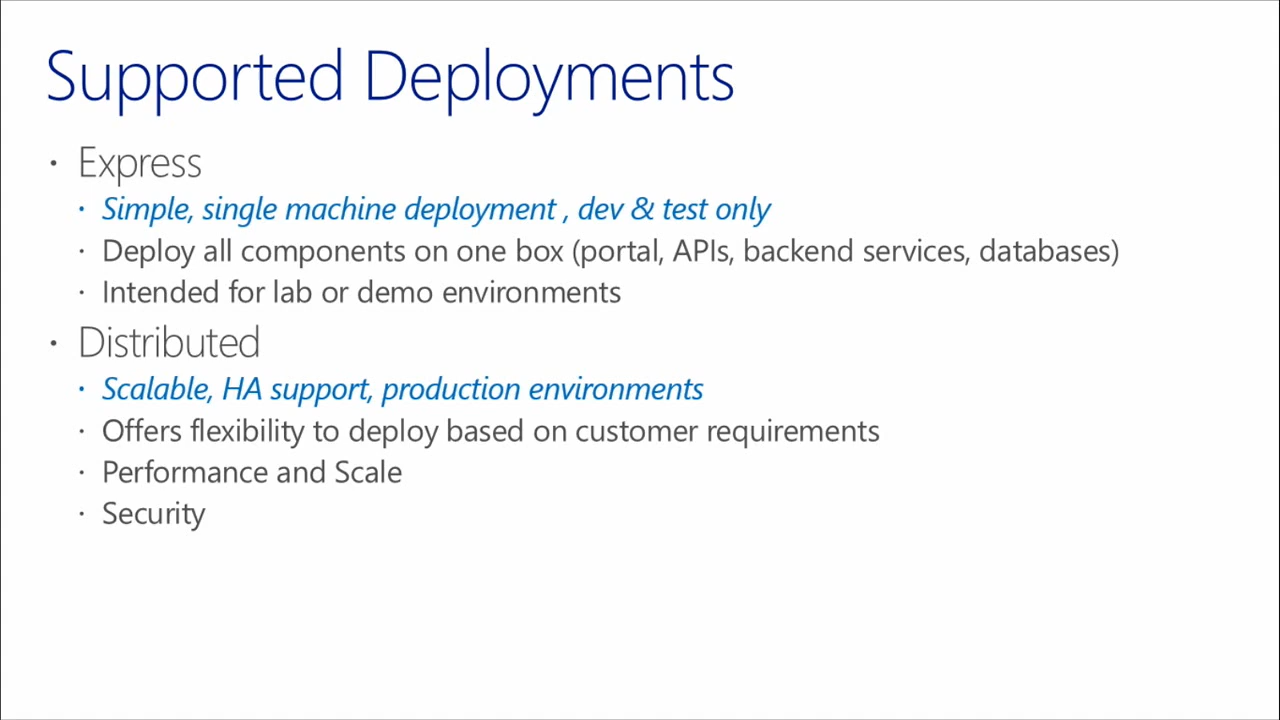 Supported Deployments
· Express
· Simple, single machine deployment , dev & test only
· Deploy all components on one box (portal, APIs, backend services, databases)
· Intended for lab or demo environments
· Distributed
· Scalable, HA support, production environments
· Offers flexibility to deploy based on customer requirements
· Performance and Scale
· Security